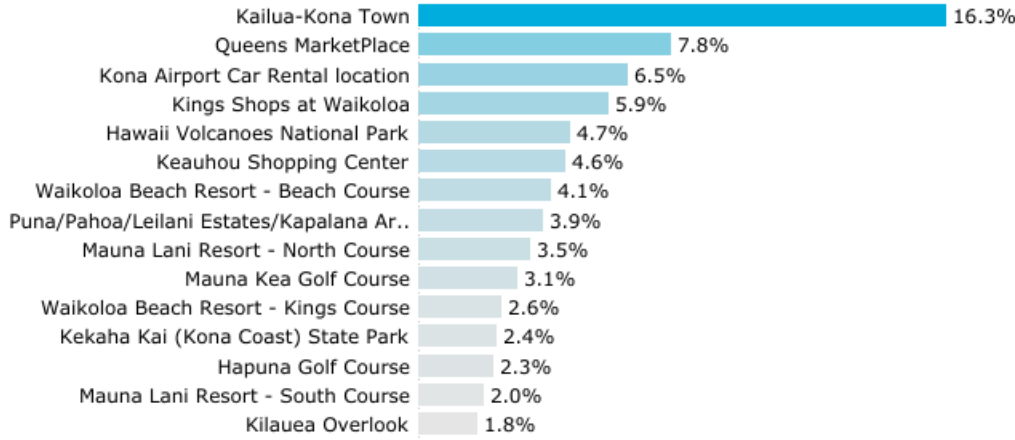 Kailua-Kona Town 16.3%
Queens MarketPlace 7.8%
Kona Airport Car Rental location 6.5%
Kings Shops at Waikoloa 5.9%
Hawaii Volcanoes National Park 4.7%
Keauhou Shopping Center 4.6%
Waikoloa Beach Resort - Beach Course 4.1%
Puna/Pahoa/Leilani Estates/Kapalana Ar.. 3.9%
Mauna Lani Resort - North Course 3.5%
Mauna Kea Golf Course 3.1%
Waikoloa Beach Resort - Kings Course 2.6%
Kekaha Kai (Kona Coast) State Park 2.4%
Hapuna Golf Course 2.3%
Mauna Lani Resort - South Course 2.0%
Kilauea Overlook 1.8%